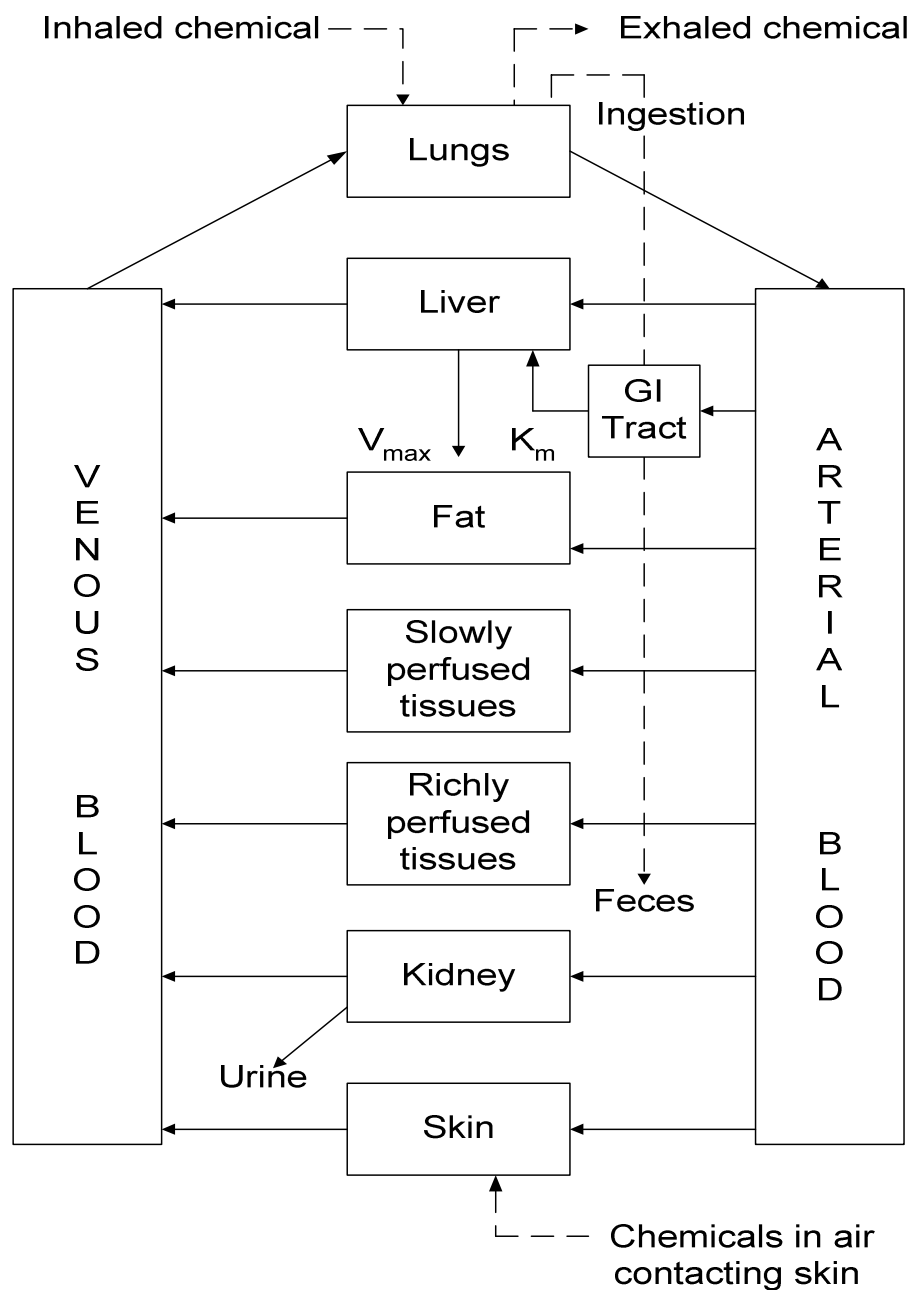 Inhaled chemical
Exhaled chemical
Ingestion
Lungs
Liver
GI
Tract
V
E
N
O
U
S
B
L
O
O
D
A
R
T
E
R
I
A
L
B
L
O
O
D
Vmax
Km
Fat
Slowly
perfused
tissues
Richly
perfused
tissues
Feces
Kidney
Urine
Skin
Chemicals in air
contacting skin